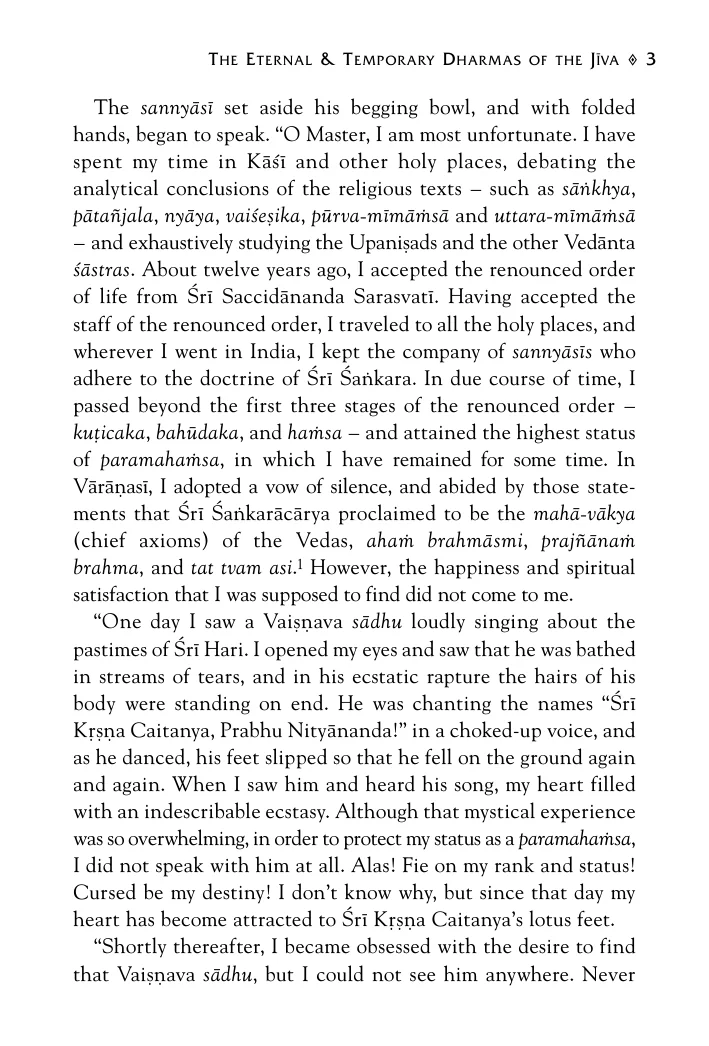 The Eternal & Temporary Dharmas of the Jīva ◊ 3
The sannyāsī set aside his begging bowl, and with folded
hands, began to speak. “O Master, I am most unfortunate. I have
spent my time in Kāśī and other holy places, debating the
analytical conclusions of the religious texts – such as sāṅkhya,
pātañjala, nyāya, vaiśeṣika, pūrva-mīmāṁsā and uttara-mīmāṁsā
– and exhaustively studying the Upaniṣads and the other Vedānta
śāstras. About twelve years ago, I accepted the renounced order
of life from Śrī Saccidānanda Sarasvatī. Having accepted the
staff of the renounced order, I traveled to all the holy places, and
wherever I went in India, I kept the company of sannyāsīs who
adhere to the doctrine of Śrī Śaṅkara. In due course of time, I
passed beyond the first three stages of the renounced order –
kuṭicaka, bahūdaka, and haṁsa – and attained the highest status
of paramahaṁsa, in which I have remained for some time. In
Vārāṇasī, I adopted a vow of silence, and abided by those state-
ments that Śrī Śaṅkarācārya proclaimed to be the mahā-vākya
(chief axioms) of the Vedas, ahaṁ brahmāsmi, prajñānaṁ
brahma, and tat tvam asi.¹ However, the happiness and spiritual
satisfaction that I was supposed to find did not come to me.
“One day I saw a Vaiṣṇava sādhu loudly singing about the
pastimes of Śrī Hari. I opened my eyes and saw that he was bathed
in streams of tears, and in his ecstatic rapture the hairs of his
body were standing on end. He was chanting the names “Śrī
Kṛṣṇa Caitanya, Prabhu Nityānanda!” in a choked-up voice, and
as he danced, his feet slipped so that he fell on the ground again
and again. When I saw him and heard his song, my heart filled
with an indescribable ecstasy. Although that mystical experience
was so overwhelming, in order to protect my status as a paramahaṁsa,
I did not speak with him at all. Alas! Fie on my rank and status!
Cursed be my destiny! I don’t know why, but since that day my
heart has become attracted to Śrī Kṛṣṇa Caitanya’s lotus feet.
“Shortly thereafter, I became obsessed with the desire to find
that Vaiṣṇava sādhu, but I could not see him anywhere. Never